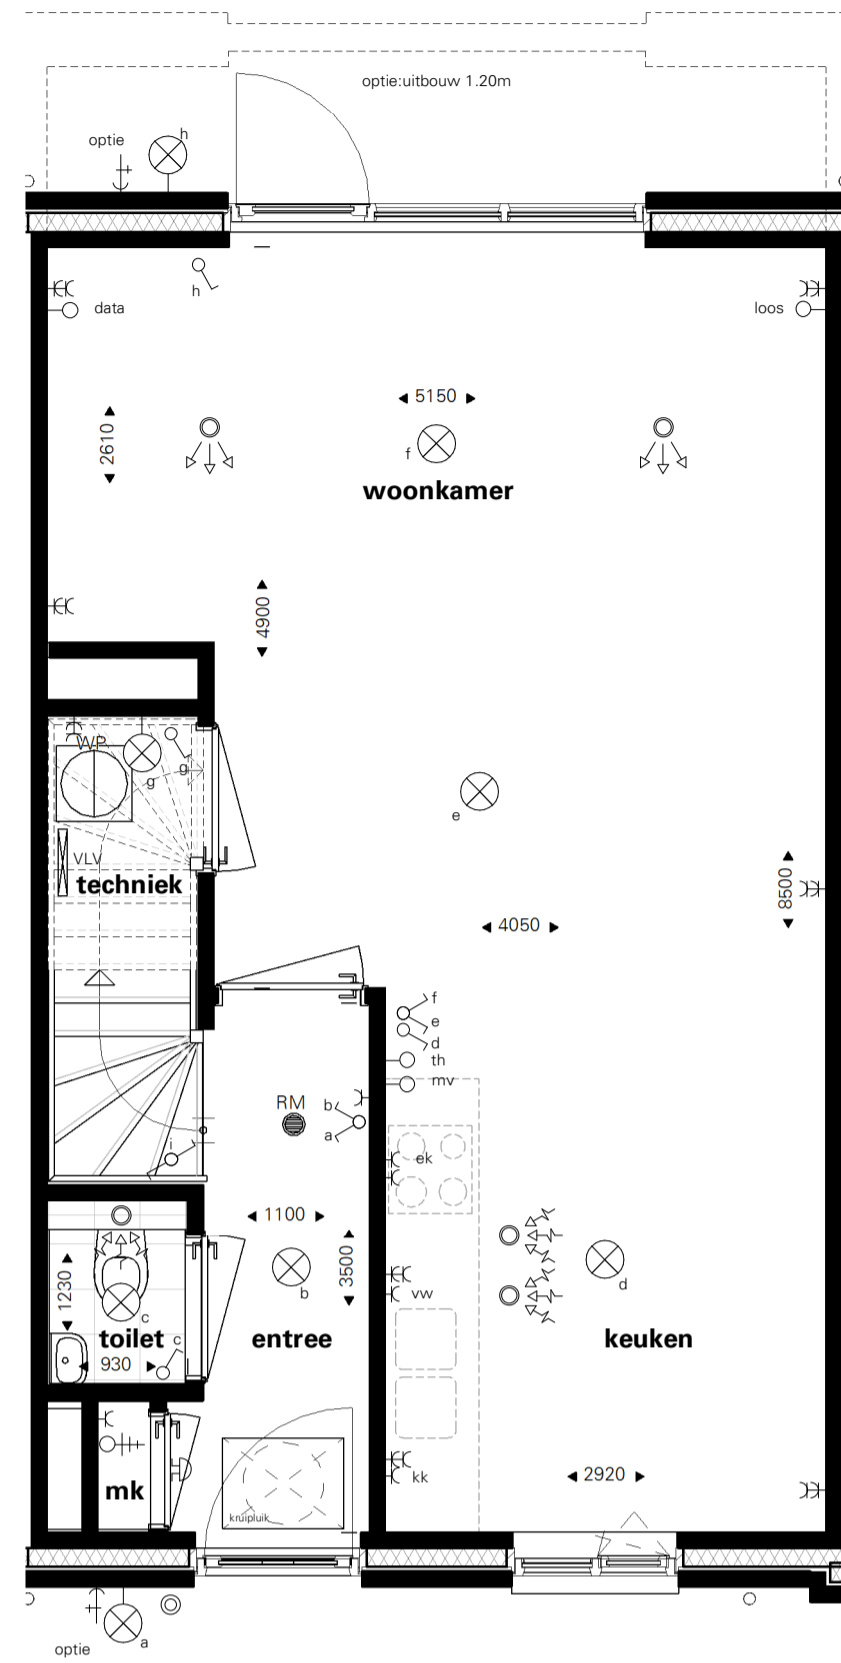 optie:uitbouw 1.20m
optie
h
h
data
loos
5150
2610
f
woonkamer
4900
WP
g
g
e
VLV
techniek
8500
4050
f
e
d
th
mv
RM
b
a
i
ek
1100
3500
1230
b
d
vw
c
toilet
c
entree
keuken
930
2920
kk
mk
kruipluik
a
optie